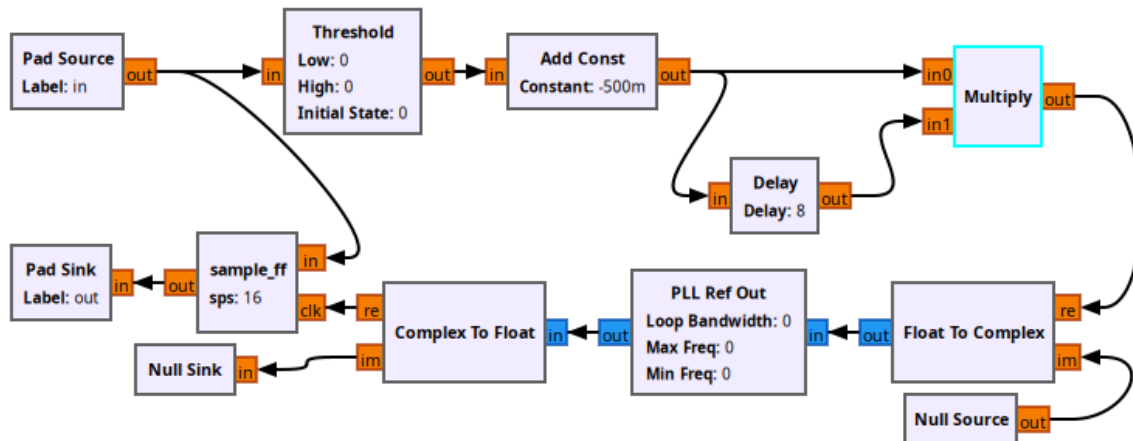 Pad Source
Label: in
out
in
Threshold
Low: 0
High: 0
Initial State: 0
out
in
Add Const
Constant: -500m
out
in0
in1
Multiply
out
in
Delay
Delay: 8
out
Pad Sink
Label: out
in
out
sample_ff
sps: 16
in
clk
re
im
Complex To Float
in
out
PLL Ref Out
Loop Bandwidth: 0
Max Freq: 0
Min Freq: 0
in
out
Float To Complex
re
im
Null Sink
in
Null Source
out